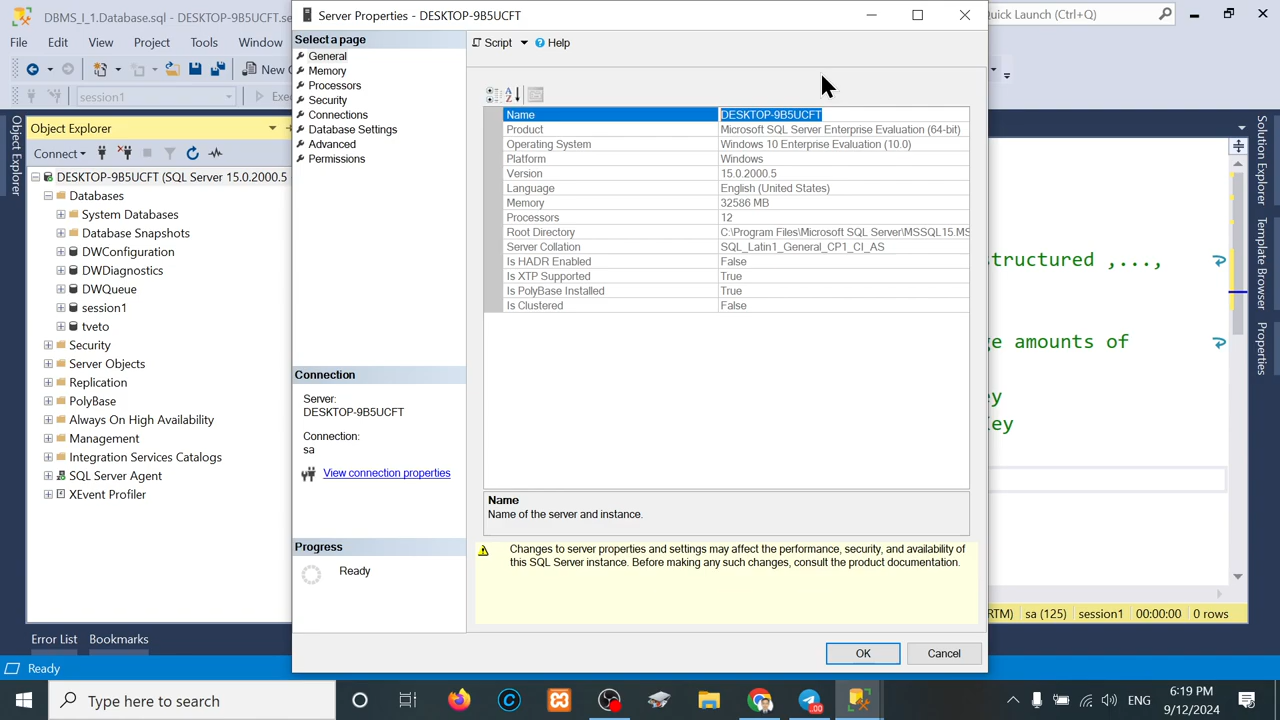 DBMS_I_1.Database.sql - DESKTOP-9B5UCFT.
Quick Launch (Ctrl+Q)
File Edit View Project Tools Window
session1
Object Explorer
Object Explorer
Connect
DESKTOP-9B5UCFT (SQL Server 15.0.2000.5
Databases
System Databases
Database Snapshots
DWConfiguration
DWDiagnostics
DWQueue
session1
tveto
Security
Server Objects
Replication
PolyBase
Always On High Availability
Management
Integration Services Catalogs
SQL Server Agent
XEvent Profiler
Server Properties - DESKTOP-9B5UCFT
Select a page
General
Memory
Processors
Security
Connections
Database Settings
Advanced
Permissions
Connection
Server:
DESKTOP-9B5UCFT
Connection:
sa
View connection properties
Progress
Ready
Script Help
Name DESKTOP-9B5UCFT
Product Microsoft SQL Server Enterprise Evaluation (64-bit)
Operating System Windows 10 Enterprise Evaluation (10.0)
Platform Windows
Version 15.0.2000.5
Language English (United States)
Memory 32586 MB
Processors 12
Root Directory C:\Program Files\Microsoft SQL Server\MSSQL15.MS
Server Collation SQL_Latin1_General_CP1_CI_AS
Is HADR Enabled False
Is XTP Supported True
Is PolyBase Installed True
Is Clustered False
Name
Name of the server and instance.
Changes to server properties and settings may affect the performance, security, and availability of
this SQL Server instance. Before making any such changes, consult the product documentation.
OK Cancel
tructured ,...,
ge amounts of
ey
ey
RTM) sa (125) session1 00:00:00 0 rows
Solution Explorer
Template Browser
Properties
Error List Bookmarks
Ready
Type here to search
ENG
6:19 PM
9/12/2024